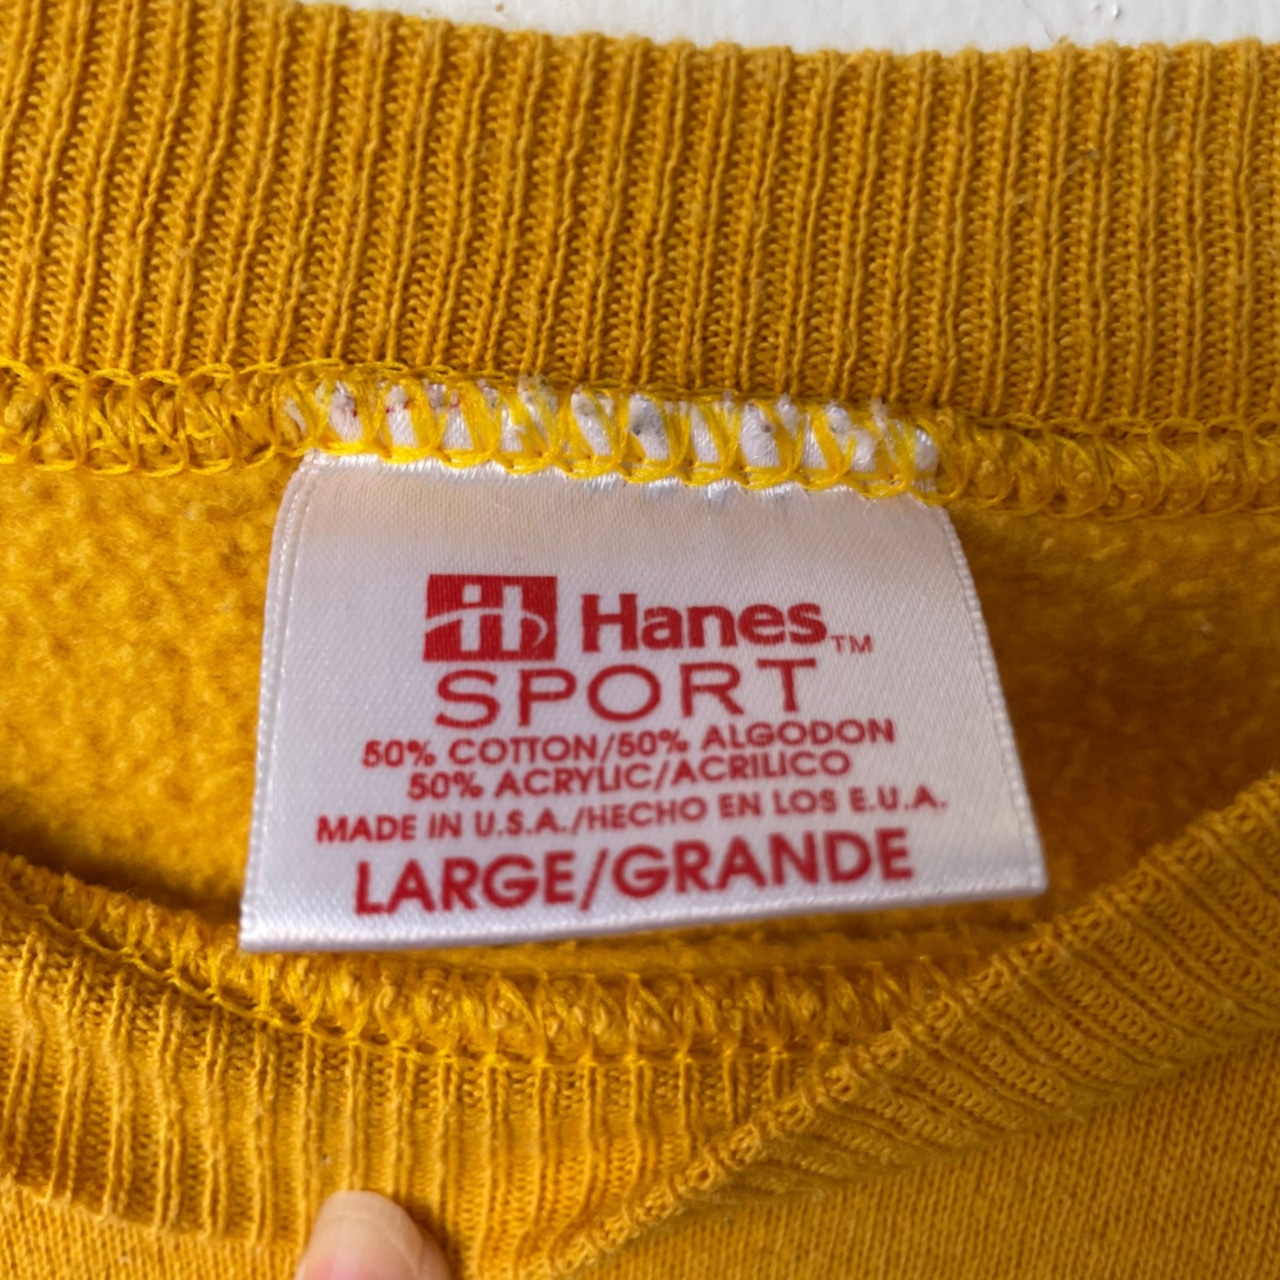 Hanes™
SPORT
50% COTTON/50% ALGODON
50% ACRYLIC/ACRILICO
MADE IN U.S.A./HECHO EN LOS E.U.A.
LARGE/GRANDE